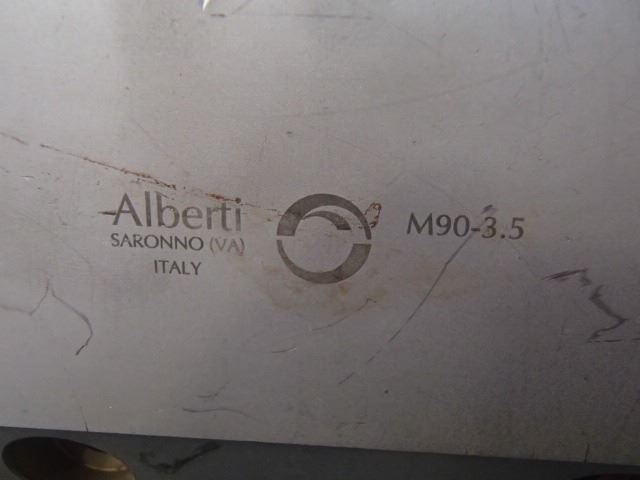 Alberti
SARONNO (VA)
ITALY
M90-3.5